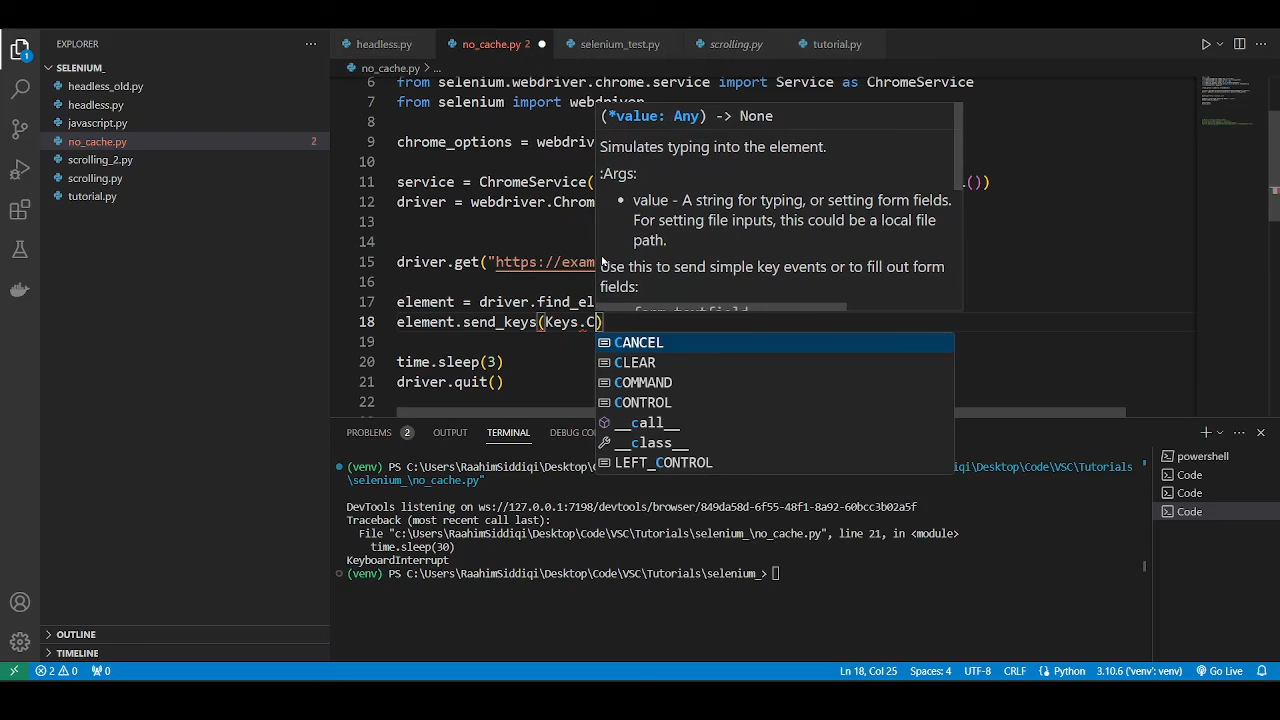 EXPLORER
SELENIUM_
headless_old.py
headless.py
javascript.py
no_cache.py 2
scrolling_2.py
scrolling.py
tutorial.py
OUTLINE
TIMELINE
1
headless.py no_cache.py 2 selenium_test.py scrolling.py tutorial.py
no_cache.py > ...
6 from selenium.webdriver.chrome.service import Service as ChromeService
7 from selenium import webdriver
8
9 chrome_options = webdriv
10
11 service = ChromeService( ())
12 driver = webdriver.Chrom
13
14
15 driver.get("https://exam
16
17 element = driver.find_el
18 element.send_keys(Keys.C)
19
20 time.sleep(3)
21 driver.quit()
22
(*value: Any) -> None
Simulates typing into the element.
:Args:
• value - A string for typing, or setting form fields.
For setting file inputs, this could be a local file
path.
Use this to send simple key events or to fill out form
fields:
form_textfield
CANCEL
CLEAR
COMMAND
CONTROL
__call__
__class__
LEFT_CONTROL
PROBLEMS 2 OUTPUT TERMINAL DEBUG CO
(venv) PS C:\Users\RaahimSiddiqi\Desktop\ esktop/Code/VSC/Tutorials
\selenium_\no_cache.py"
DevTools listening on ws://127.0.0.1:7198/devtools/browser/849da58d-6f55-48f1-8a92-60bcc3b02a5f
Traceback (most recent call last):
File "c:\Users\RaahimSiddiqi\Desktop\Code\VSC\Tutorials\selenium_\no_cache.py", line 21, in <module>
time.sleep(30)
KeyboardInterrupt
(venv) PS C:\Users\RaahimSiddiqi\Desktop\Code\VSC\Tutorials\selenium_>
powershell
Code
Code
Code
2 0 0 Ln 18, Col 25 Spaces: 4 UTF-8 CRLF Python 3.10.6 ('venv': venv) Go Live